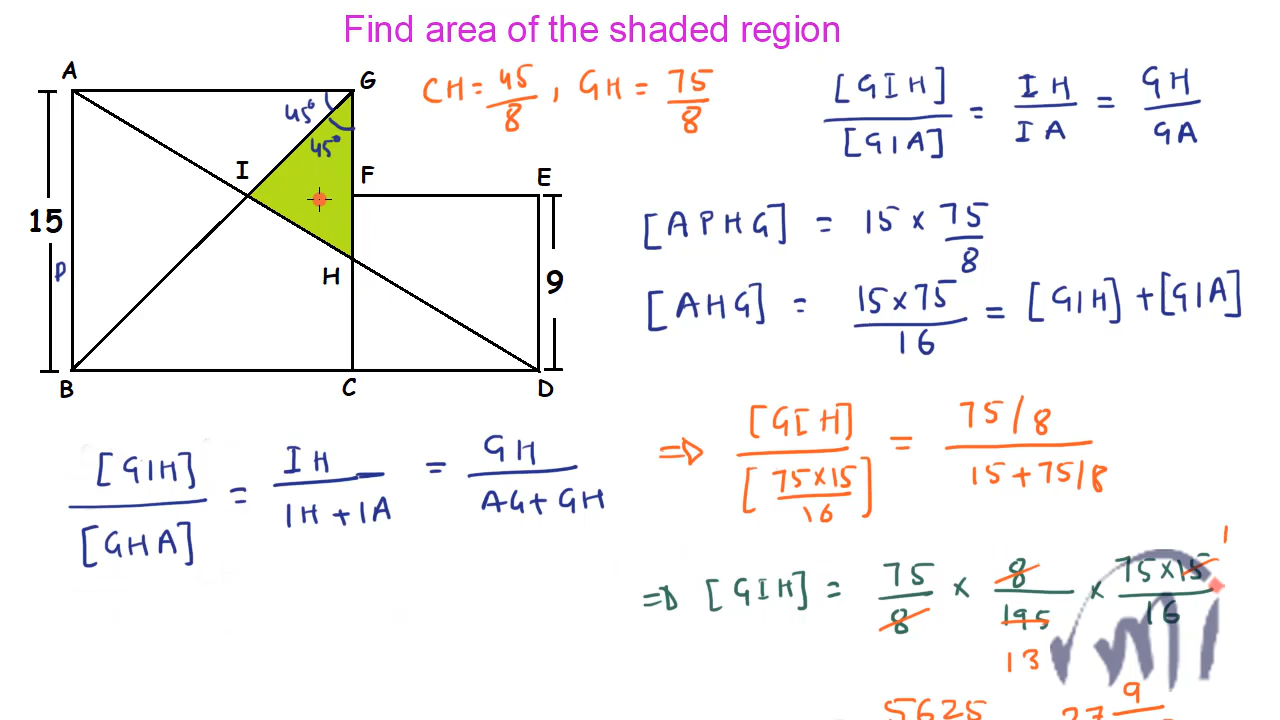 Find area of the shaded region
A G
CH = 45/8 , GH = 75/8
[GIH]/[GIA] = IH/IA = GH/GA
45°
45°
I F E
15
P
H
9
B C D
[APHG] = 15 × 75/8
[AHG] = 15×75/16 = [GIH] + [GIA]
[GIH]/[GHA] = IH/IH + IA = GH/AG + GH
⇒ [GIH]/[75×15/16] = 75/8/15 + 75/8
1
⇒ [GIH] = 75/8 × 8/195 × 75×15/16
13
5625 27 9